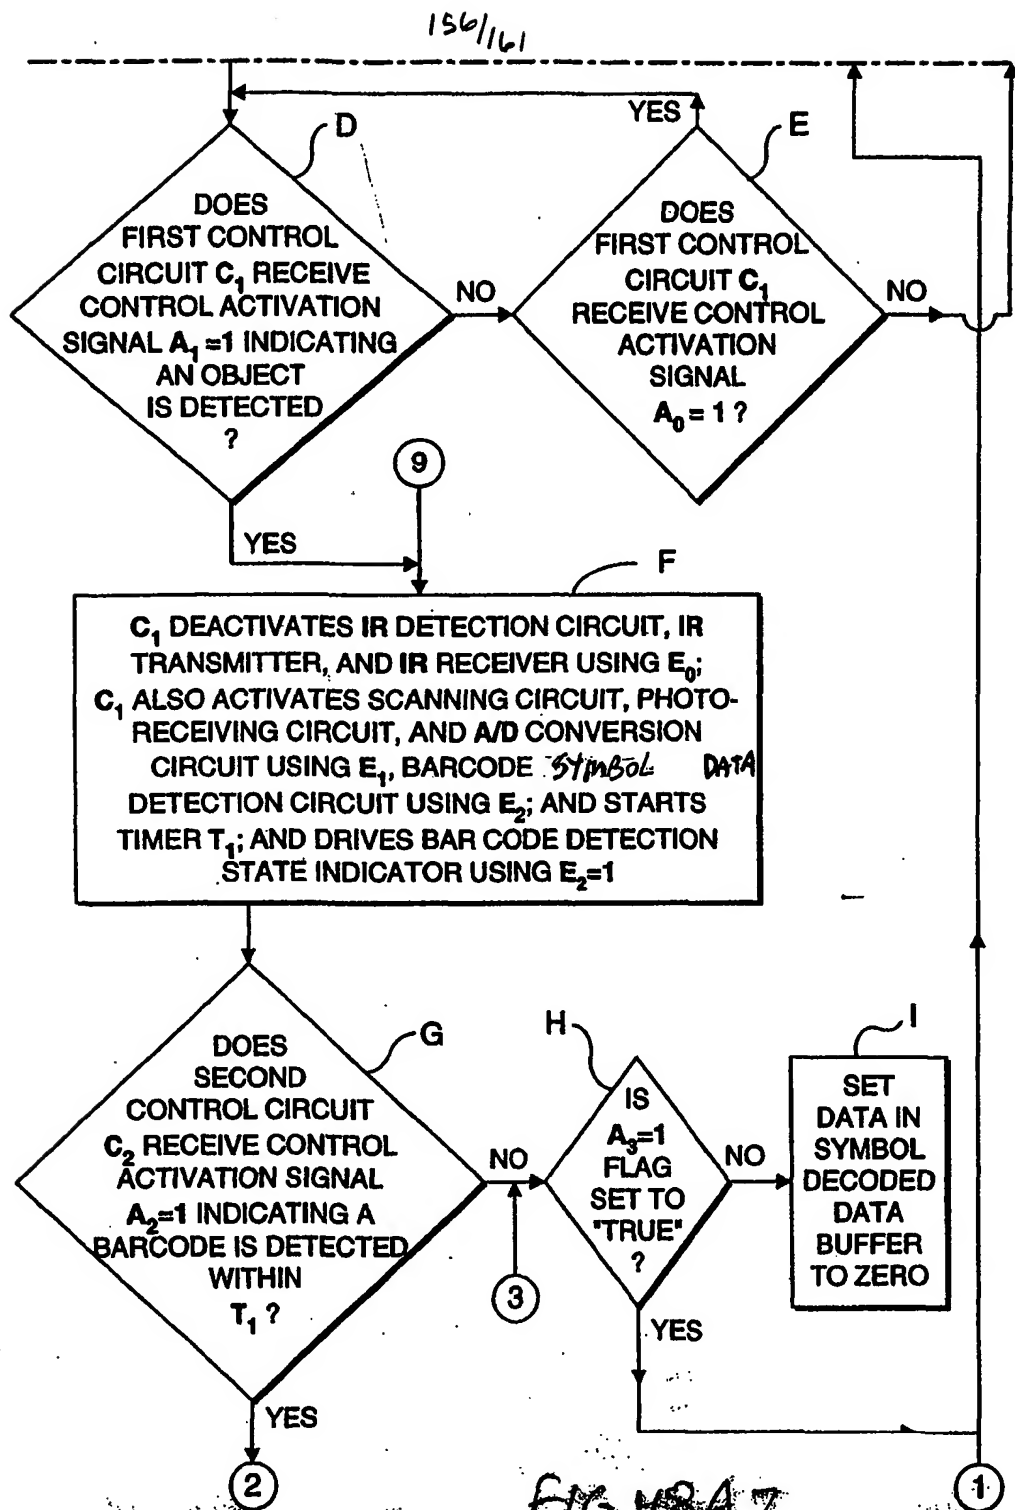 156/161
YES
D
E
DOES
FIRST CONTROL
CIRCUIT C₁ RECEIVE
CONTROL ACTIVATION
SIGNAL A₁ =1 INDICATING
AN OBJECT
IS DETECTED
?
NO
DOES
FIRST CONTROL
CIRCUIT C₁
RECEIVE CONTROL
ACTIVATION
SIGNAL
A₀ = 1 ?
NO
9
YES
F
C₁ DEACTIVATES IR DETECTION CIRCUIT, IR
TRANSMITTER, AND IR RECEIVER USING E₀;
C₁ ALSO ACTIVATES SCANNING CIRCUIT, PHOTO-
RECEIVING CIRCUIT, AND A/D CONVERSION
CIRCUIT USING E₁, BARCODE SYMBOL DATA
DETECTION CIRCUIT USING E₂; AND STARTS
TIMER T₁; AND DRIVES BAR CODE DETECTION
STATE INDICATOR USING E₂=1
G
DOES
SECOND
CONTROL CIRCUIT
C₂ RECEIVE CONTROL
ACTIVATION SIGNAL
A₂=1 INDICATING A
BARCODE IS DETECTED
WITHIN
T₁ ?
NO
3
H
IS
A₃=1
FLAG
SET TO
"TRUE"
?
NO
I
SET
DATA IN
SYMBOL
DECODED
DATA
BUFFER
TO ZERO
YES
YES
2
1